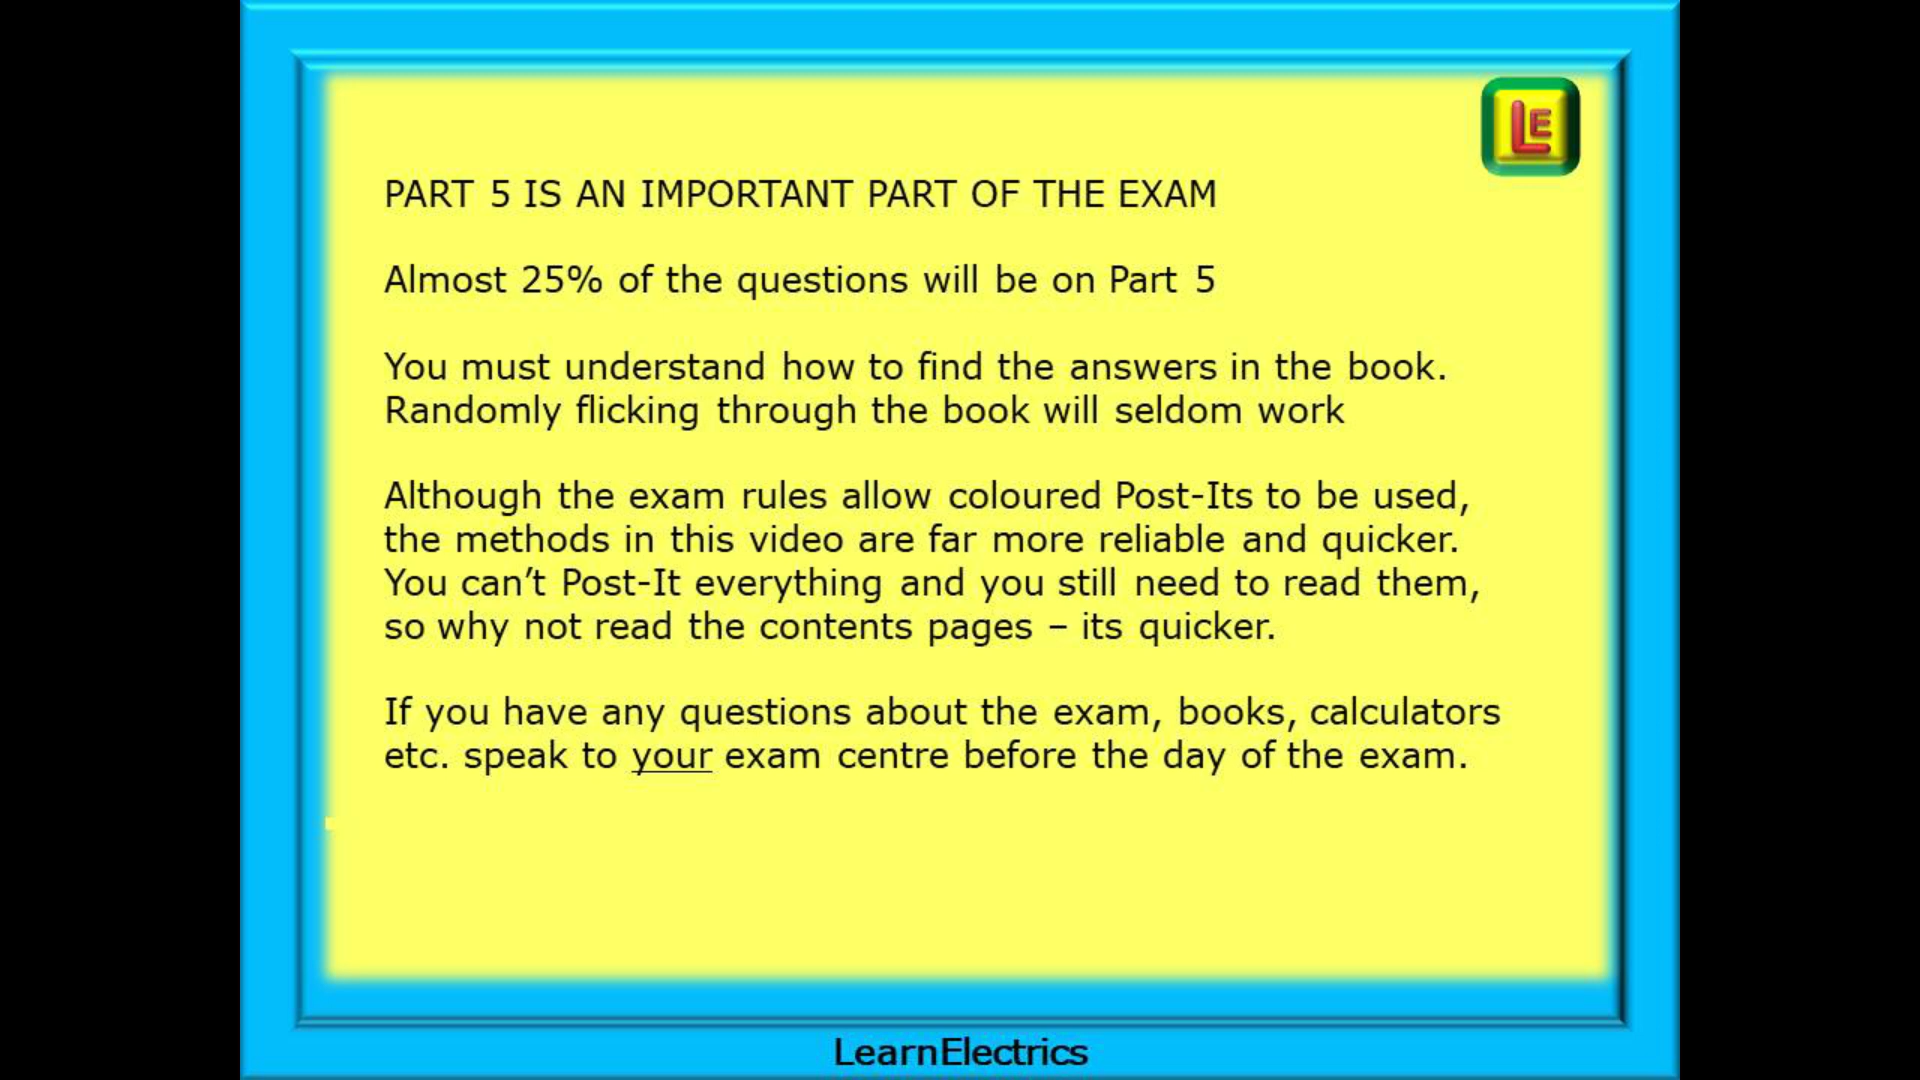 LE
PART 5 IS AN IMPORTANT PART OF THE EXAM
Almost 25% of the questions will be on Part 5
You must understand how to find the answers in the book.
Randomly flicking through the book will seldom work
Although the exam rules allow coloured Post-Its to be used,
the methods in this video are far more reliable and quicker.
You can’t Post-It everything and you still need to read them,
so why not read the contents pages – its quicker.
If you have any questions about the exam, books, calculators
etc. speak to your exam centre before the day of the exam.
LearnElectrics